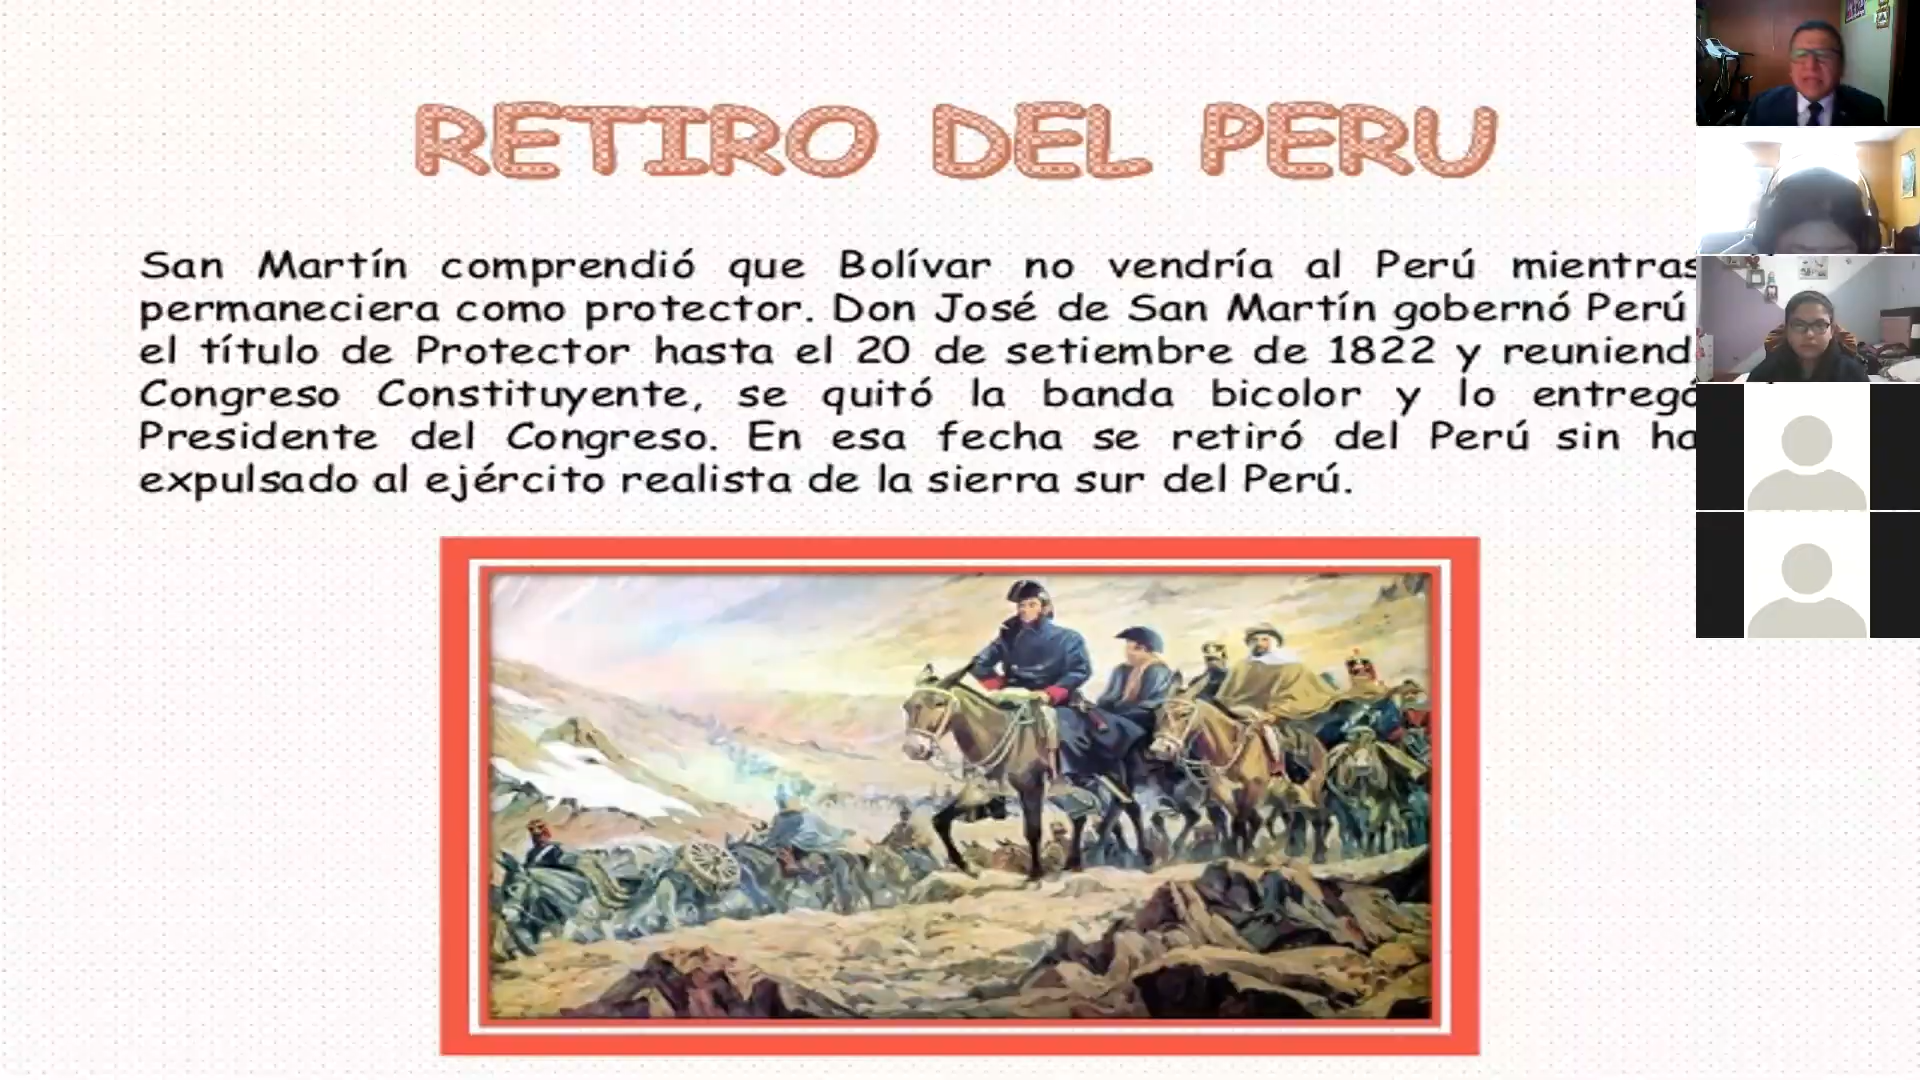 RETIRO DEL PERU
San Martín comprendió que Bolívar no vendría al Perú mientras
permaneciera como protector. Don José de San Martín gobernó Perú
el título de Protector hasta el 20 de setiembre de 1822 y
Congreso Constituyente, se quitó la banda bicolor y lo entregó
Presidente del Congreso. En esa fecha se retiró del Perú sin
expulsado al ejército realista de la sierra sur del Perú.